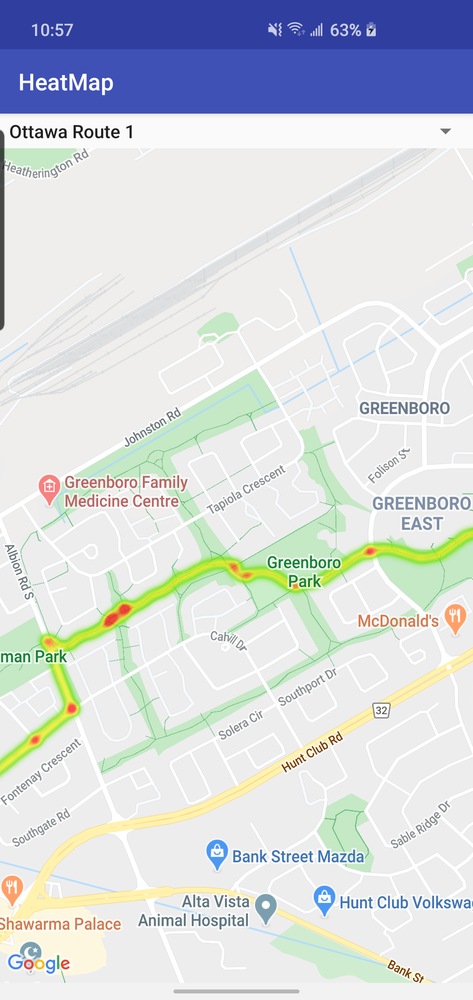 10:57
63%
HeatMap
Ottawa Route 1
Heatherington Rd
GREENBORO
Johnston Rd
Folison St
Tapiola Crescent
Greenboro Family
Medicine Centre
GREENBORO
EAST
Albion Rd S
Greenboro
Park
McDonald's
Cahill Dr
man Park
Southport Dr
32
Solera Cir
Hunt Club Rd
Fontenay Crescent
Southgate Rd
Sable Ridge Dr
Bank Street Mazda
Alta Vista
Animal Hospital
Hunt Club Volkswa
Shawarma Palace
Google
Bank St